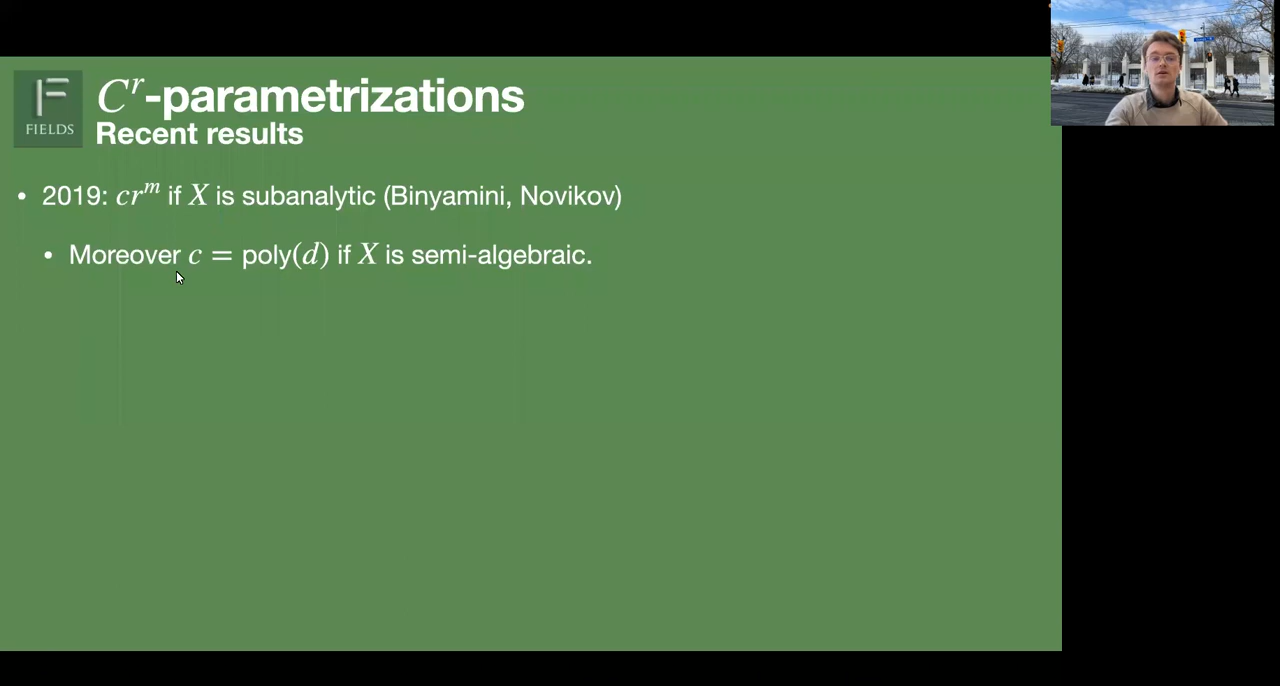 FIELDS
C^r-parametrizations
Recent results
• 2019: cr^m if X is subanalytic (Binyamini, Novikov)
• Moreover c = poly(d) if X is semi-algebraic.